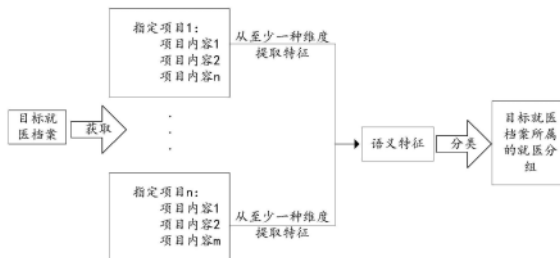 指定项目1:
项目内容1
项目内容2
项目内容n
从至少一种维度
提取特征
目标就
医档案
获取
语义特征
分类
目标就医
档案所属
的就医分
组
指定项目n:
项目内容1
项目内容2
项目内容m
从至少一种维度
提取特征